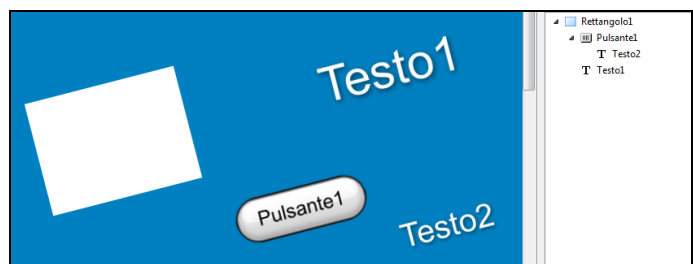 Testo1
Pulsante1
Testo2
Rettangolo1
Pulsante1
T Testo2
T Testo1